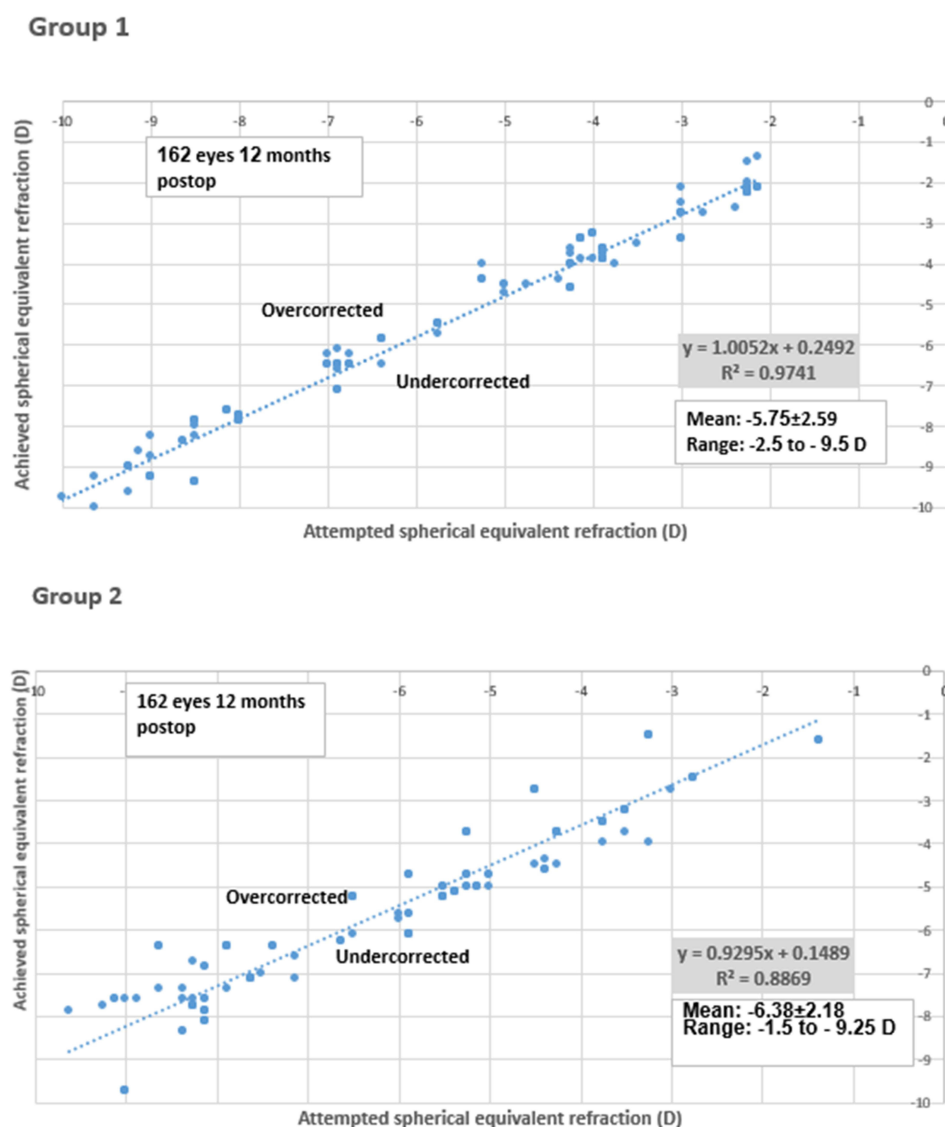 Group 1
0
-10 -9 -8 -7 -6 -5 -4 -3 -2 -1 0
-1
-2
-3
-4
-5
-6
-7
-8
-9
-10
162 eyes 12 months
postop
Achieved spherical equivalent refraction (D)
Overcorrected
Undercorrected
y = 1.0052x + 0.2492
R² = 0.9741
Mean: -5.75±2.59
Range: -2.5 to - 9.5 D
Attempted spherical equivalent refraction (D)
Group 2
0
-10 - -6 -5 -4 -3 -2 -1 0
-1
-2
-3
-4
-5
-6
-7
-8
-9
-10
162 eyes 12 months
postop
Achieved spherical equivalent refraction (D)
Overcorrected
Undercorrected
y = 0.9295x + 0.1489
R² = 0.8869
Mean: -6.38±2.18
Range: -1.5 to - 9.25 D
Attempted spherical equivalent refraction (D)